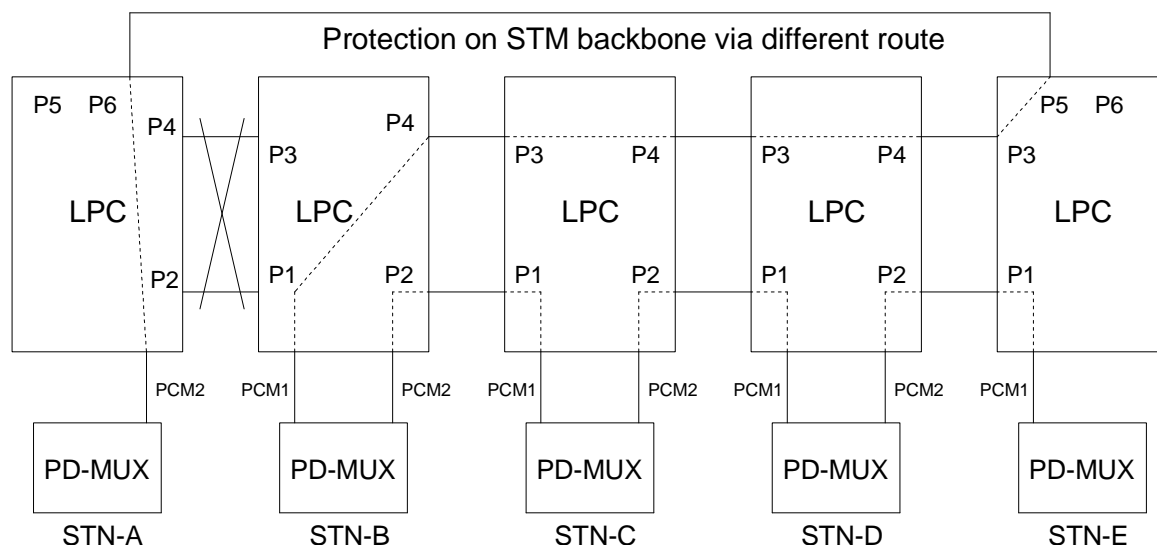 Protection on STM backbone via different route
P5 P6
P4
LPC
P2
P4
P3
LPC
P1 P2
P3 P4
LPC
P1 P2
P3 P4
LPC
P1 P2
P5 P6
P3
LPC
P1
PCM2 PCM1 PCM2 PCM1 PCM2 PCM1 PCM2 PCM1
PD-MUX PD-MUX PD-MUX PD-MUX PD-MUX
STN-A STN-B STN-C STN-D STN-E